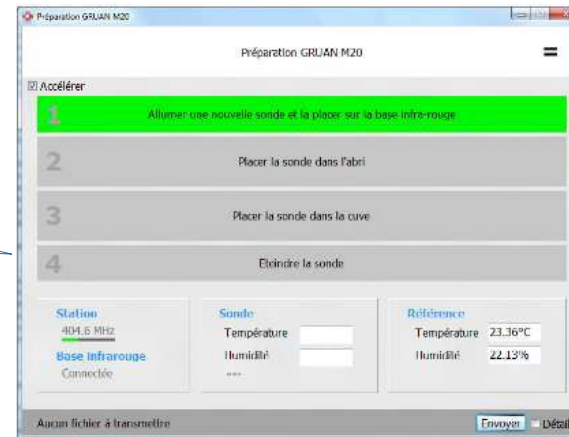 Préparation GRUAN M20
Préparation GRUAN M20
Accélérer
1 Allumer une nouvelle sonde et la placer sur la base infra-rouge
2 Placer la sonde dans l'abri
3 Placer la sonde dans la cuve
4 Eteindre la sonde
Station
404.6 MHz
Base Infrarouge
Connectée
Sonde
Température
Humidité
---
Référence
Température 23.36°C
Humidité 22.13%
Aucun fichier à transmettre
Envoyer
Détail